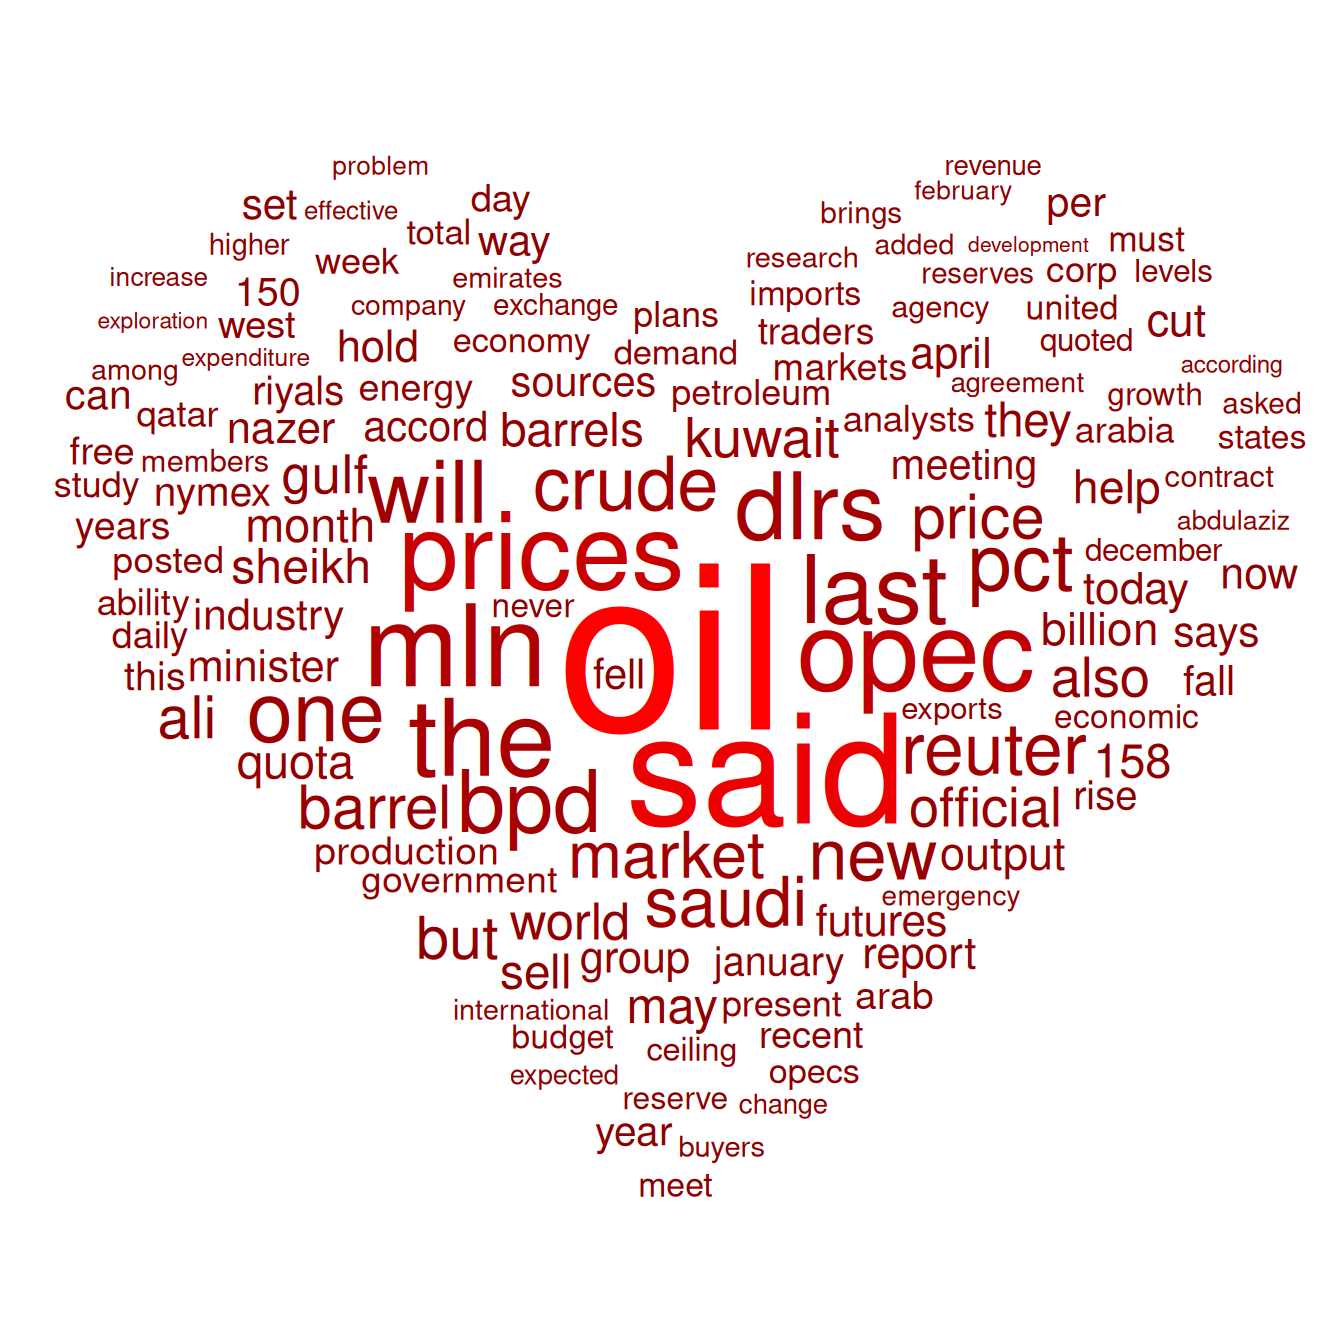 problem
revenue
february
set
effective
day
brings
per
higher
total
way
added
development
must
week
research
increase
emirates
reserves
corp
levels
150
company
exchange
imports
agency
united
exploration
west
plans
traders
quoted
cut
hold
economy
demand
among
expenditure
markets
april
according
can
riyals
energy
sources
petroleum
agreement
growth
asked
qatar
nazer
accord
barrels
kuwait
analysts
they
arabia
states
free
members
gulf
will
crude
dlrs
meeting
help
contract
study
nymex
years
month
prices
price
abdulaziz
posted
sheikh
last
pct
december
now
ability
industry
never
today
daily
mln
oil
opec
billion
says
this
minister
fell
also
fall
ali
one
the
exports
economic
quota
said
reuter
158
barrel
bpd
official
rise
production
market
new
output
government
saudi
emergency
but
world
futures
sell
group
january
report
international
may
present
arab
budget
ceiling
recent
expected
opecs
reserve
change
year
buyers
meet